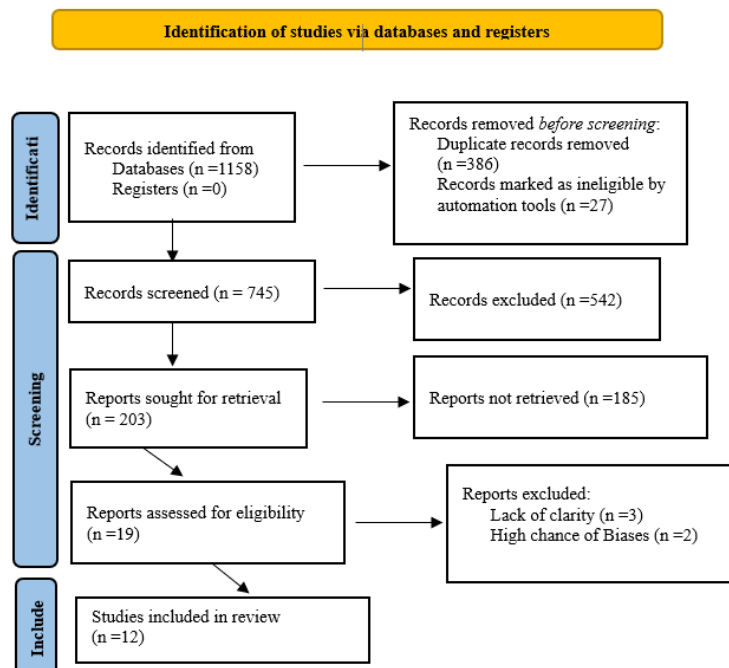 Identification of studies via databases and registers
Identificati
Records identified from
Databases (n =1158)
Registers (n =0)
Records removed before screening:
Duplicate records removed
(n =386)
Records marked as ineligible by
automation tools (n =27)
Screening
Records screened (n = 745)
Records excluded (n =542)
Reports sought for retrieval
(n = 203)
Reports not retrieved (n =185)
Reports assessed for eligibility
(n =19)
Reports excluded:
Lack of clarity (n =3)
High chance of Biases (n =2)
Include
Studies included in review
(n =12)